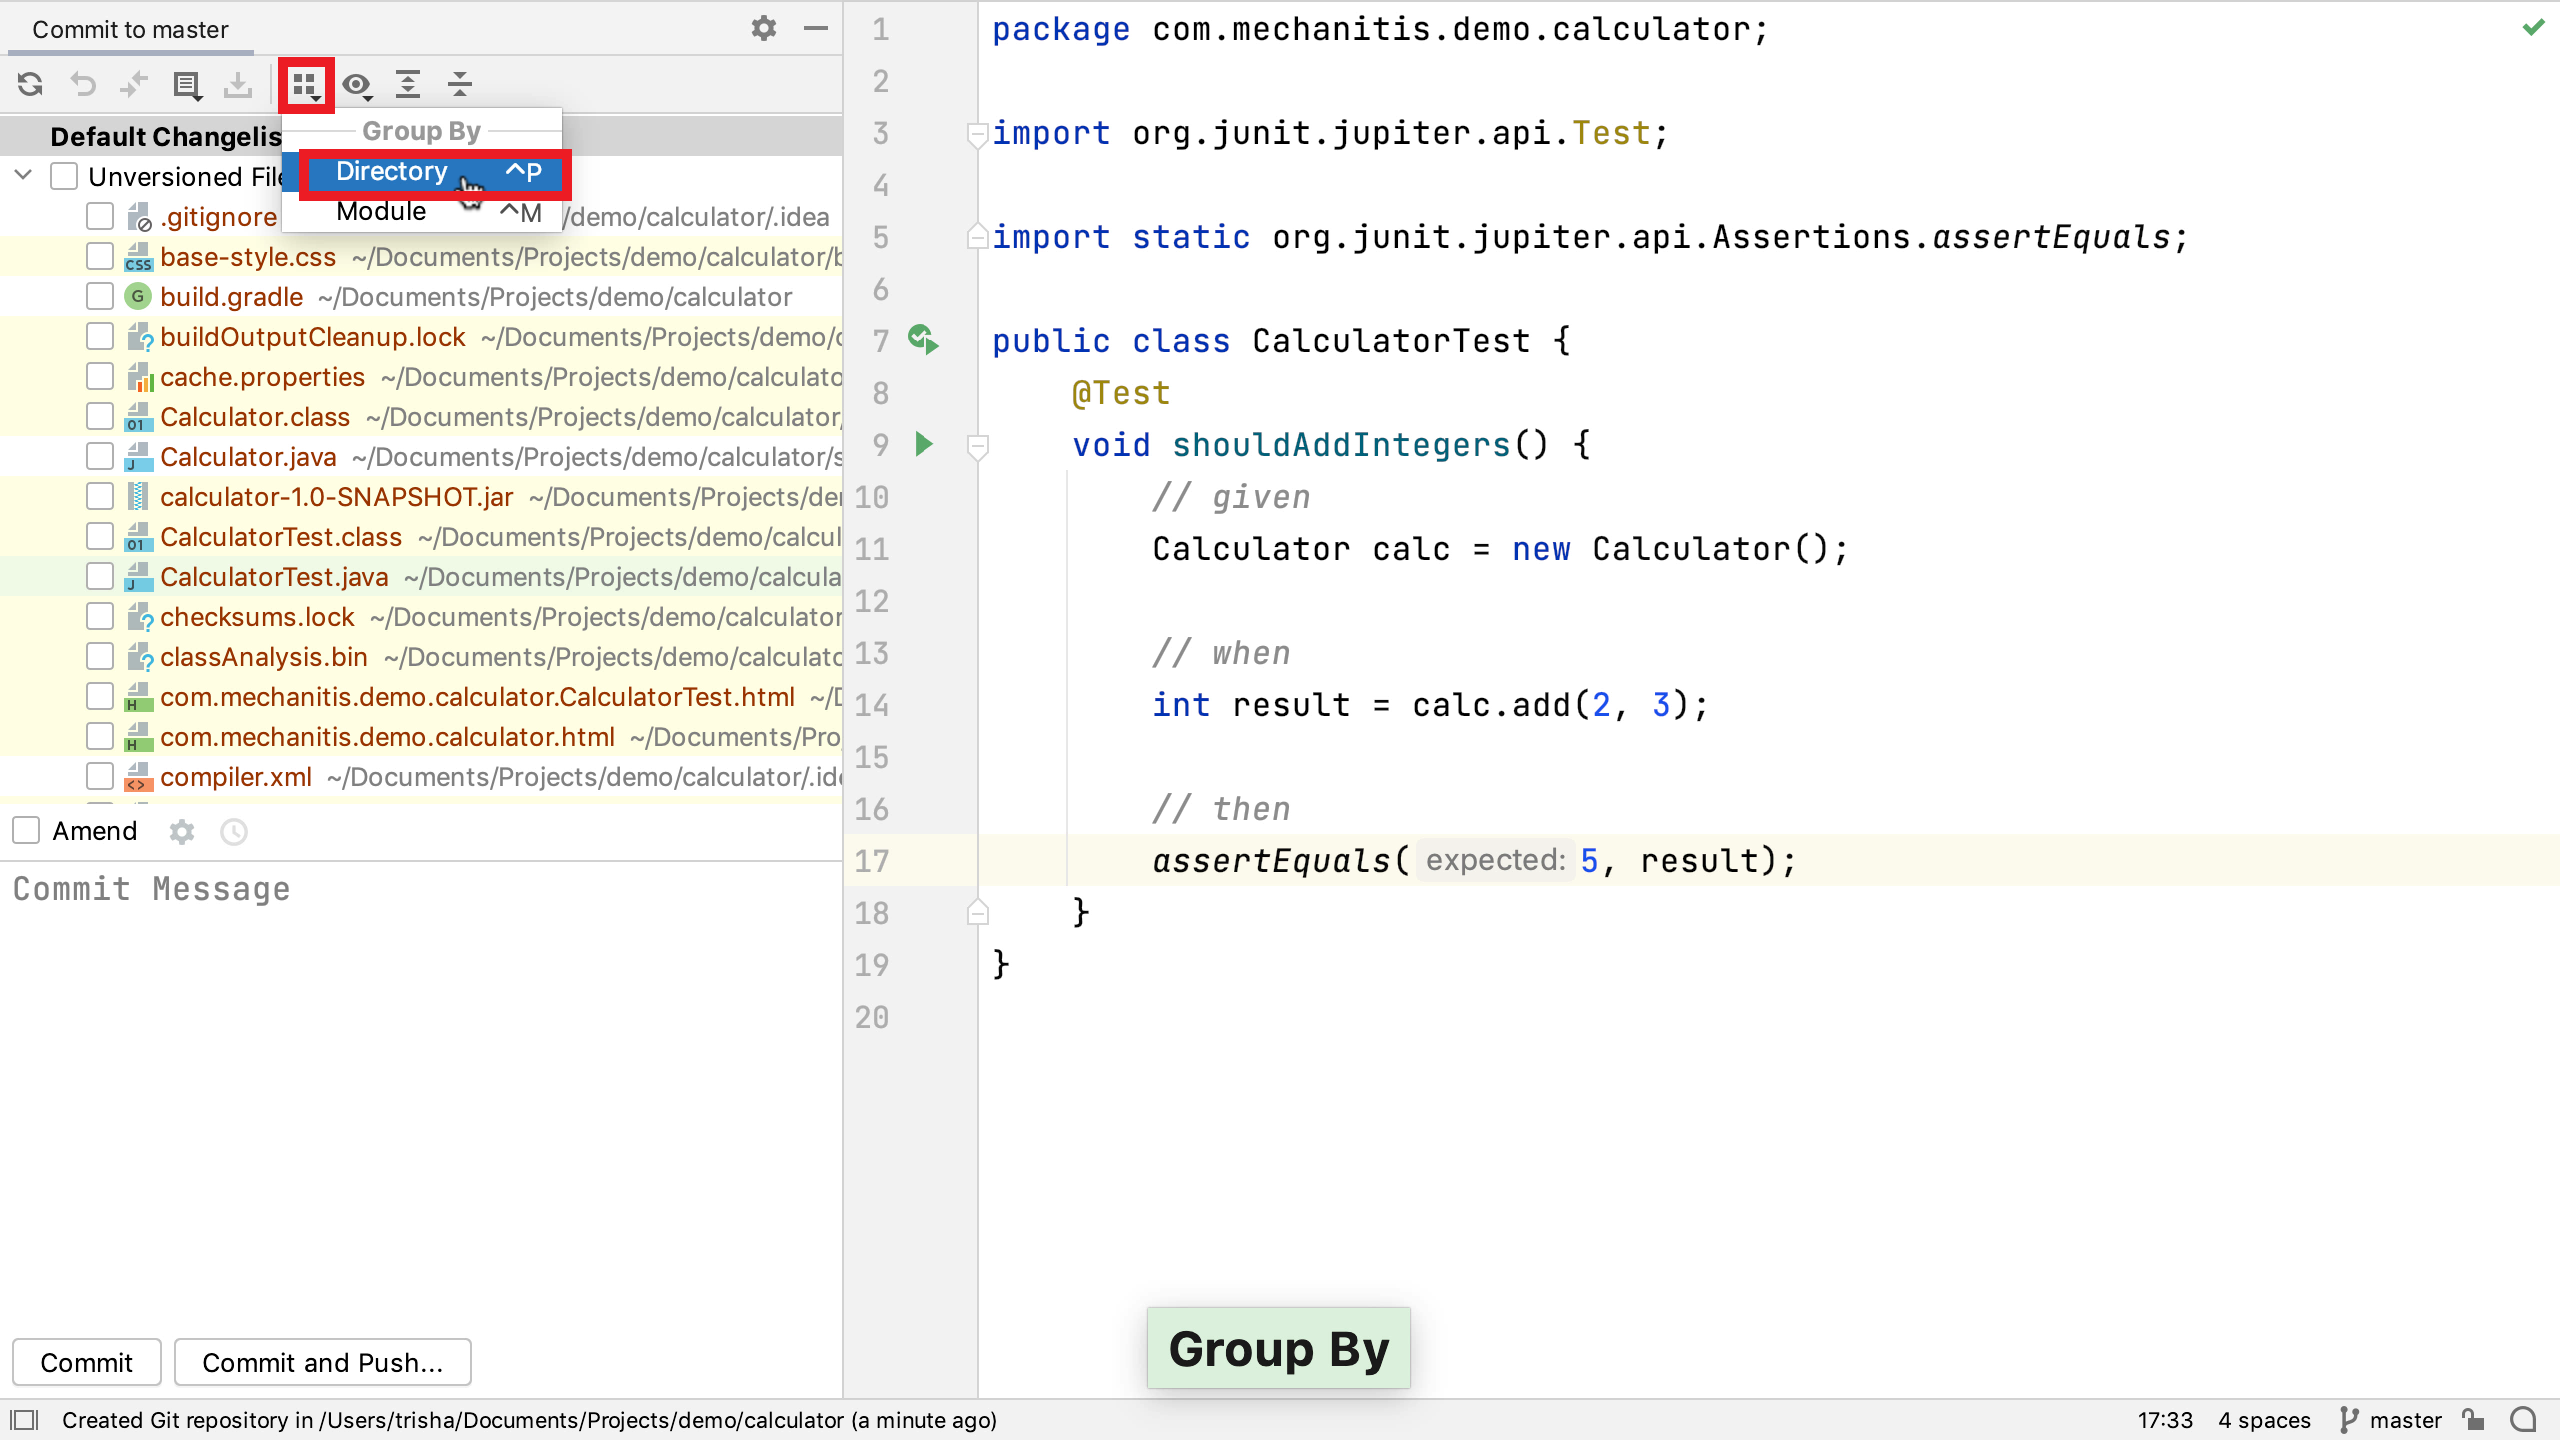 Commit to master
Group By
Default Changelis
Directory ^P
Unversioned File
Module ^M
.gitignore /demo/calculator/.idea
base-style.css ~/Documents/Projects/demo/calculator/b
build.gradle ~/Documents/Projects/demo/calculator
buildOutputCleanup.lock ~/Documents/Projects/demo/c
cache.properties ~/Documents/Projects/demo/calculato
Calculator.class ~/Documents/Projects/demo/calculator/
Calculator.java ~/Documents/Projects/demo/calculator/s
calculator-1.0-SNAPSHOT.jar ~/Documents/Projects/der
CalculatorTest.class ~/Documents/Projects/demo/calcul
CalculatorTest.java ~/Documents/Projects/demo/calcula
checksums.lock ~/Documents/Projects/demo/calculator
classAnalysis.bin ~/Documents/Projects/demo/calculatc
com.mechanitis.demo.calculator.CalculatorTest.html ~/D
com.mechanitis.demo.calculator.html ~/Documents/Pro
compiler.xml ~/Documents/Projects/demo/calculator/.ide
Amend
Commit Message
Commit
Commit and Push...
1 package com.mechanitis.demo.calculator;
2
3 import org.junit.jupiter.api.Test;
4
5 import static org.junit.jupiter.api.Assertions.assertEquals;
6
7 public class CalculatorTest {
8 @Test
9 void shouldAddIntegers() {
10 // given
11 Calculator calc = new Calculator();
12
13 // when
14 int result = calc.add(2, 3);
15
16 // then
17 assertEquals( expected: 5, result);
18 }
19 }
20
Group By
Created Git repository in /Users/trisha/Documents/Projects/demo/calculator (a minute ago)
17:33 4 spaces master